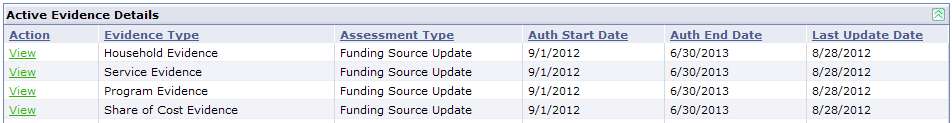 Active Evidence Details
Action Evidence Type Assessment Type Auth Start Date Auth End Date Last Update Date
View Household Evidence Funding Source Update 9/1/2012 6/30/2013 8/28/2012
View Service Evidence Funding Source Update 9/1/2012 6/30/2013 8/28/2012
View Program Evidence Funding Source Update 9/1/2012 6/30/2013 8/28/2012
View Share of Cost Evidence Funding Source Update 9/1/2012 6/30/2013 8/28/2012